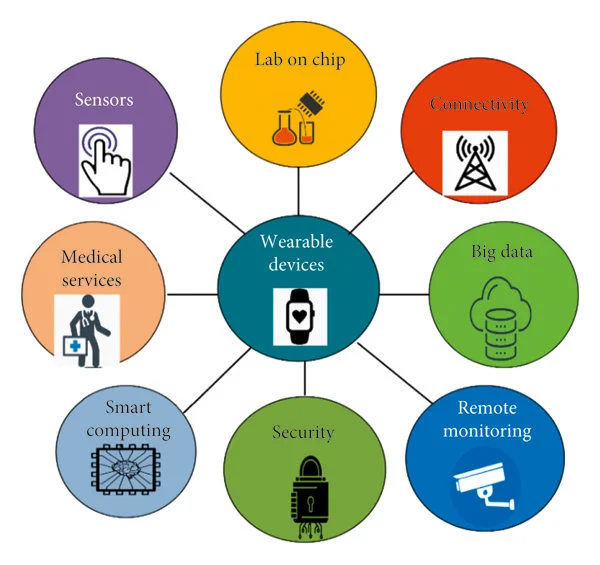 Lab on chip
Sensors
Connectivity
Wearable
devices
Medical
services
Big data
Smart
computing
Security
Remote
monitoring